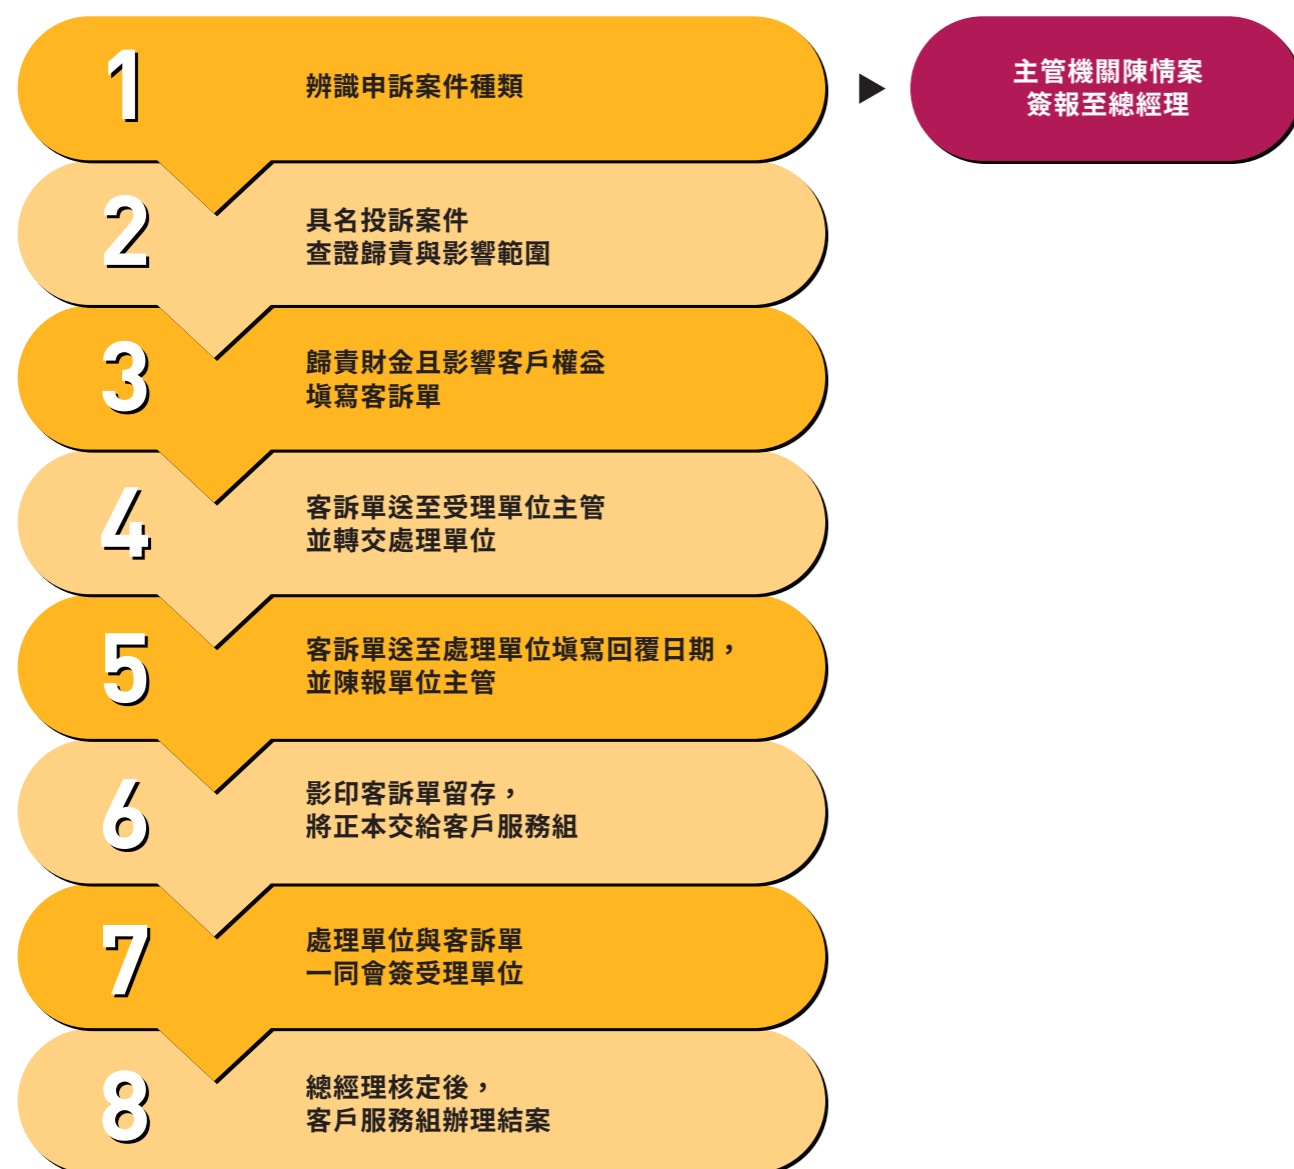 1
辨識申訴案件種類
主管機關陳情案
簽報至總經理
2
具名投訴案件
查證歸責與影響範圍
3
歸責財金且影響客戶權益
填寫客訴單
4
客訴單送至受理單位主管
並轉交處理單位
5
客訴單送至處理單位填寫回覆日期，
並陳報單位主管
6
影印客訴單留存，
將正本交給客戶服務組
7
處理單位與客訴單
一同會簽受理單位
8
總經理核定後，
客戶服務組辦理結案